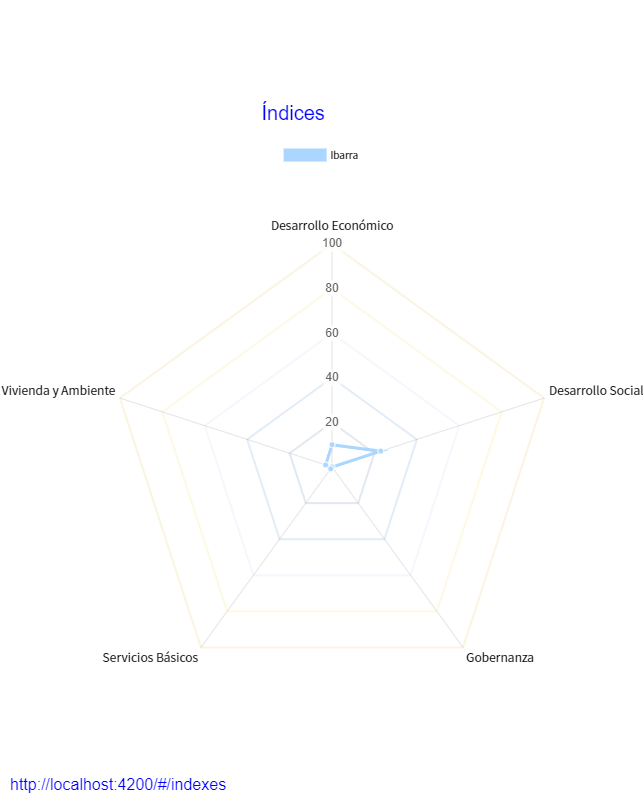 Índices
Ibarra
Desarrollo Económico
100
80
60
Vivienda y Ambiente
Desarrollo Social
40
20
Servicios Básicos
Gobernanza
http://localhost:4200/#/indexes